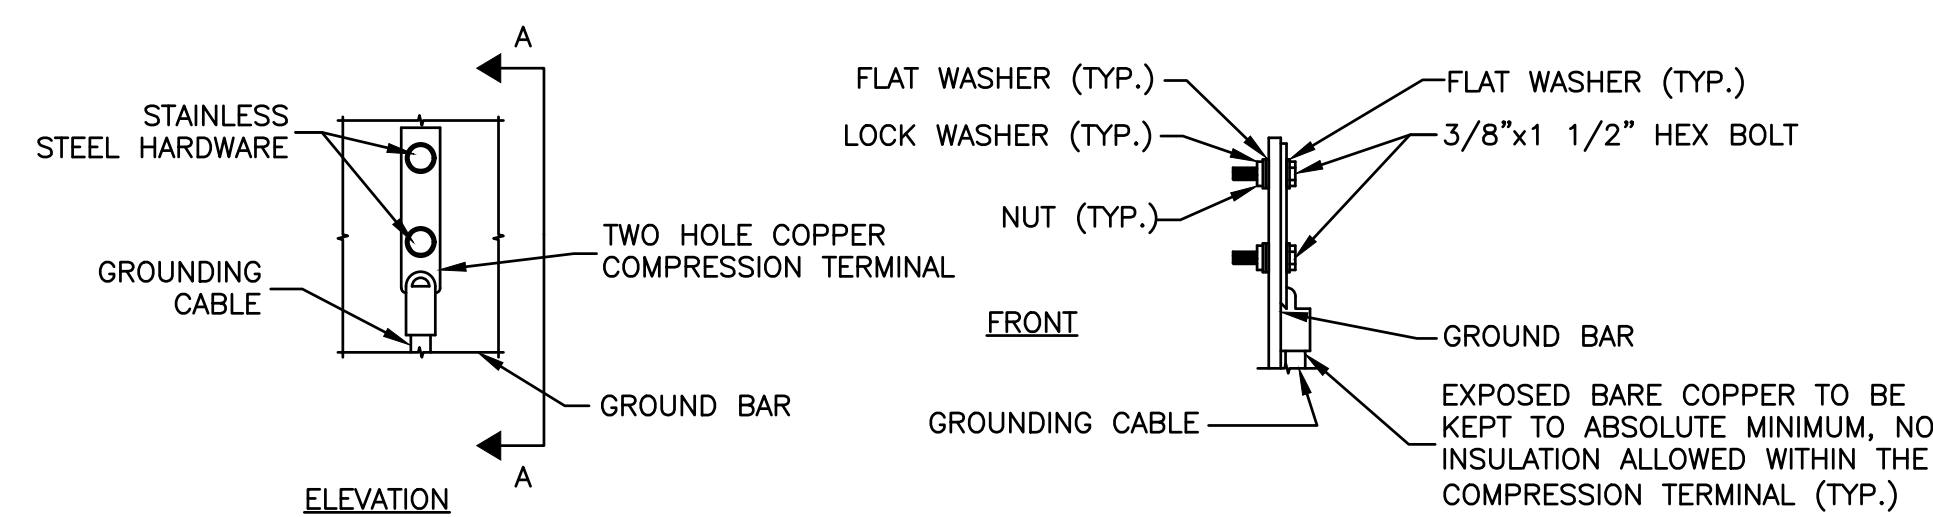 A
STAINLESS
STEEL HARDWARE
TWO HOLE COPPER
COMPRESSION TERMINAL
GROUNDING
CABLE
GROUND BAR
A
ELEVATION
FLAT WASHER (TYP.)
FLAT WASHER (TYP.)
LOCK WASHER (TYP.)
3/8"x1 1/2" HEX BOLT
NUT (TYP.)
FRONT
GROUND BAR
GROUNDING CABLE
EXPOSED BARE COPPER TO BE
KEPT TO ABSOLUTE MINIMUM, NO
INSULATION ALLOWED WITHIN THE
COMPRESSION TERMINAL (TYP.)